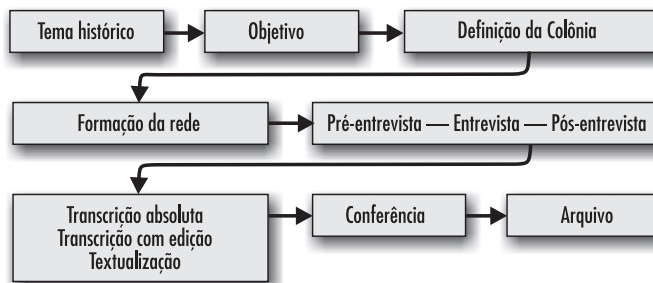 Tema histórico
Objetivo
Definição da Colônia
Formação da rede
Pré-entrevista — Entrevista — Pós-entrevista
Transcrição absoluta
Transcrição com edição
Textualização
Conferência
Arquivo